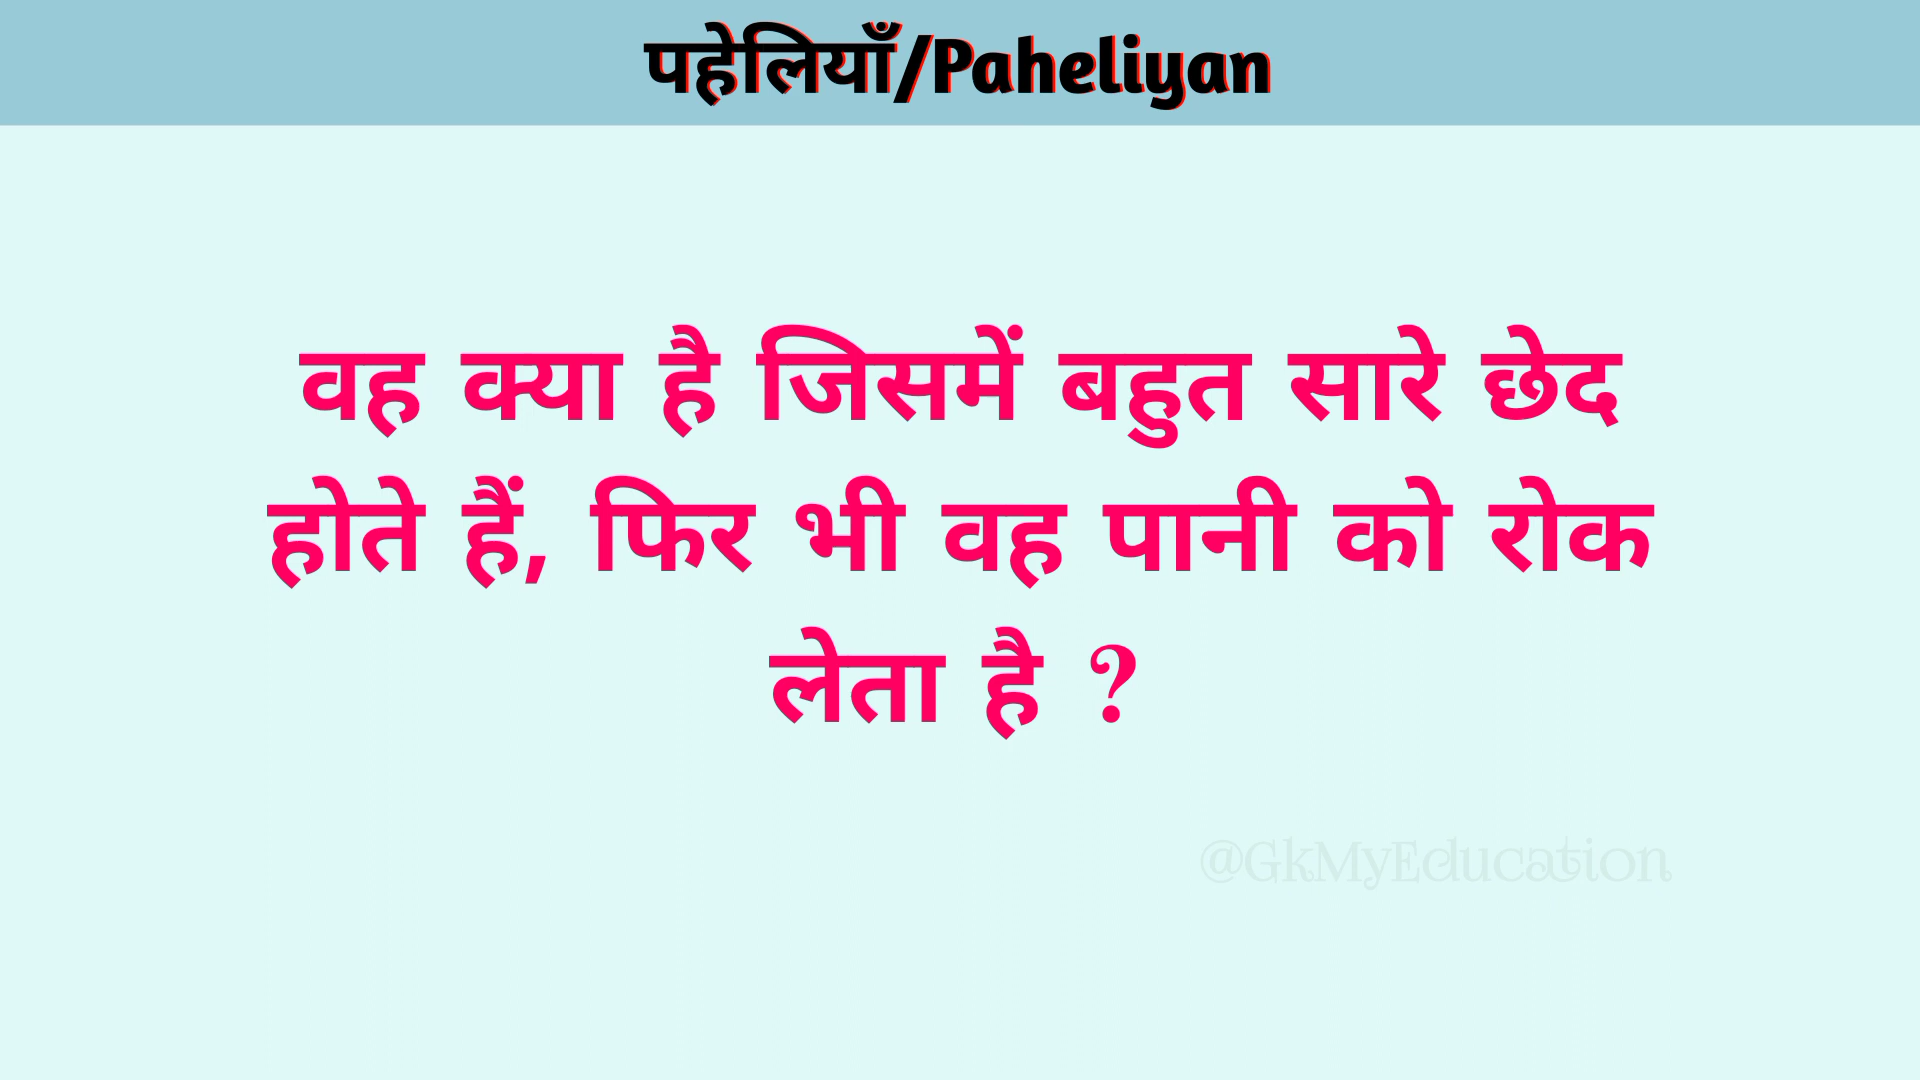 पहेलियाँ/Paheliyan
वह क्या है जिसमें बहुत सारे छेद
होते हैं, फिर भी वह पानी को रोक
लेता है ?
@GkMyEducation